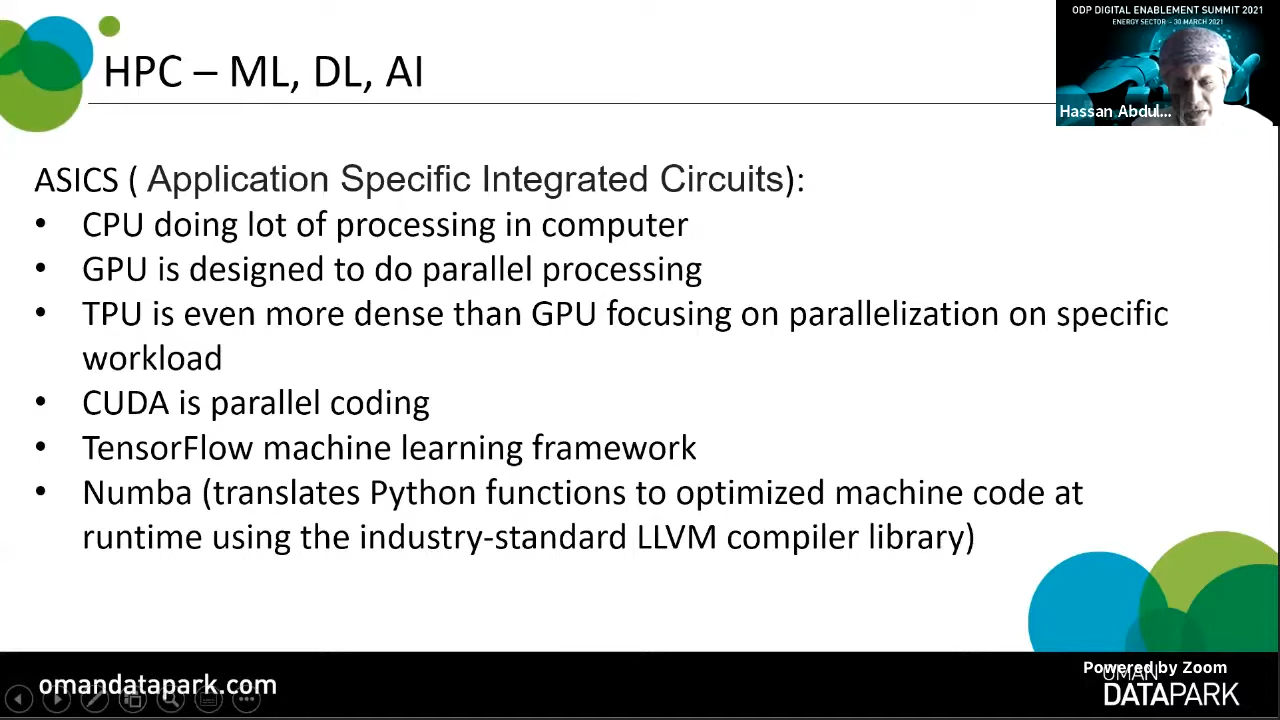 ODP DIGITAL ENABLEMENT SUMMIT 2021
ENERGY SECTOR - 30 MARCH 2021
Hassan Abdul...
HPC – ML, DL, AI
ASICS ( Application Specific Integrated Circuits):
• CPU doing lot of processing in computer
• GPU is designed to do parallel processing
• TPU is even more dense than GPU focusing on parallelization on specific
workload
• CUDA is parallel coding
• TensorFlow machine learning framework
• Numba (translates Python functions to optimized machine code at
runtime using the industry-standard LLVM compiler library)
omandatapark.com
Powered by Zoom
OMAN
DATAPARK